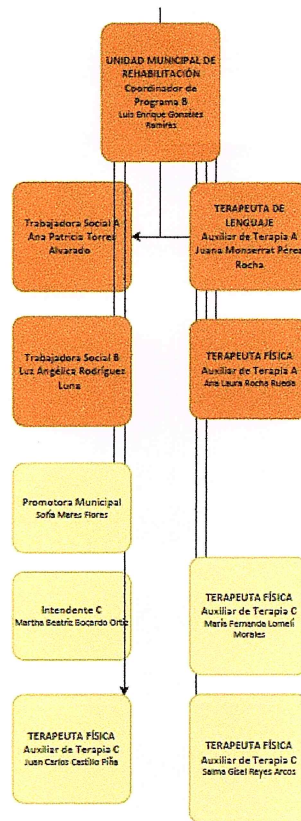 UNIDAD MUNICIPAL DE
REHABILITACIÓN
Coordinador de
Programa B
Luis Enrique González
Ramírez
Trabajadora Social A
Ana Patricia Torres
Alvarado
TERAPEUTA DE
LENGUAJE
Auxiliar de Terapia A
Juana Monserrat Pérez
Rocha
Trabajadora Social B
Luz Angélica Rodríguez
Luna
TERAPEUTA FÍSICA
Auxiliar de Terapia A
Ana Laura Rocha Rueda
Promotora Municipal
Sofía Mares Flores
Intendente C
Martha Beatriz Bocardo Ortiz
TERAPEUTA FÍSICA
Auxiliar de Terapia C
María Fernanda Lomelí
Morales
TERAPEUTA FÍSICA
Auxiliar de Terapia C
Juan Carlos Castillo Piña
TERAPEUTA FÍSICA
Auxiliar de Terapia C
Saima Gisel Reyes Arcos